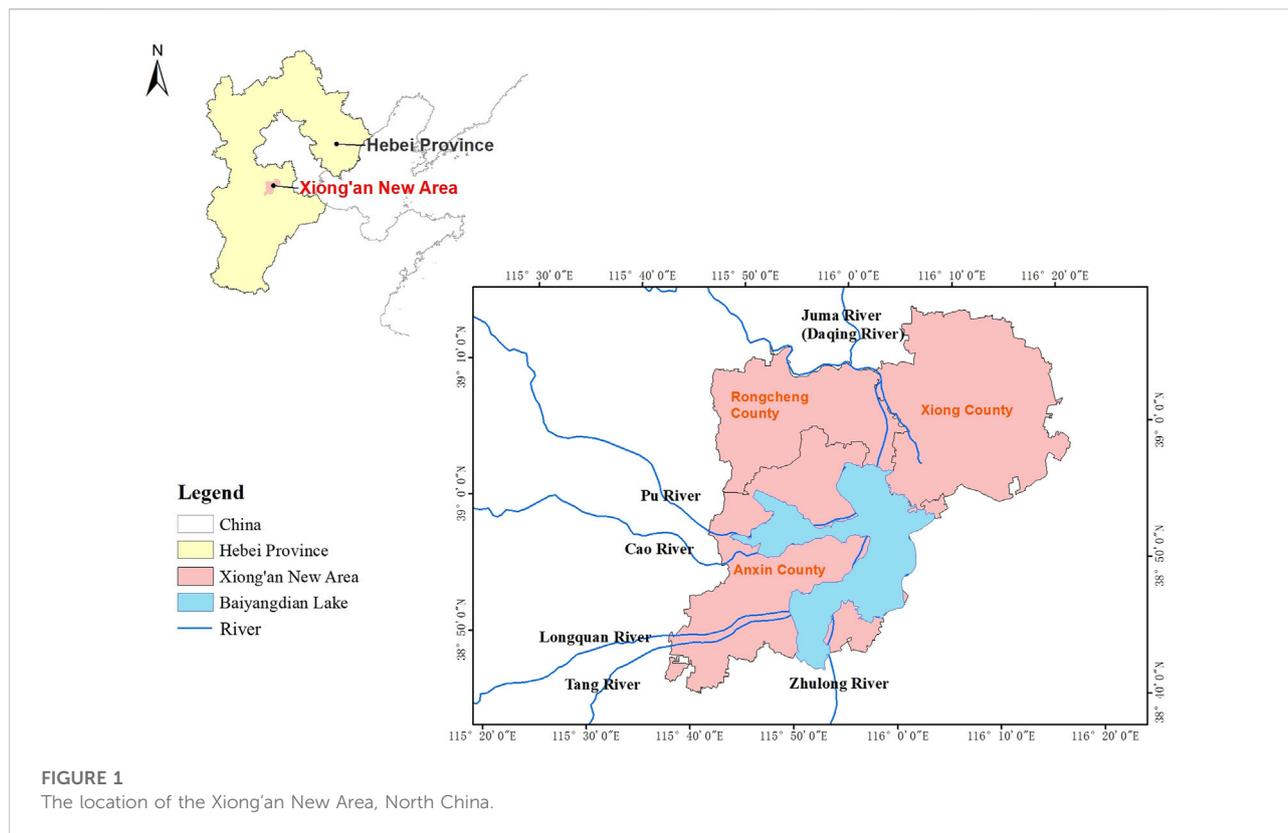 N
Hebei Province
Xiong'an New Area
115° 30′ 0″E
115° 40′ 0″E
115° 50′ 0″E
116° 0′ 0″E
116° 10′ 0″E
116° 20′ 0″E
Juma River
(Daqing River)
39° 10′ 0″N
Rongcheng
County
Xiong County
39° 0′ 0″N
Pu River
39° 0′ 0″N
Cao River
Anxin County
38° 50′ 0″N
Longquan River
38° 50′ 0″N
Tang River
Zhulong River
38° 40′ 0″N
115° 20′ 0″E
115° 30′ 0″E
115° 40′ 0″E
115° 50′ 0″E
116° 0′ 0″E
116° 10′ 0″E
116° 20′ 0″E
Legend
China
Hebei Province
Xiong'an New Area
Baiyangdian Lake
River
FIGURE 1
The location of the Xiong'an New Area, North China.